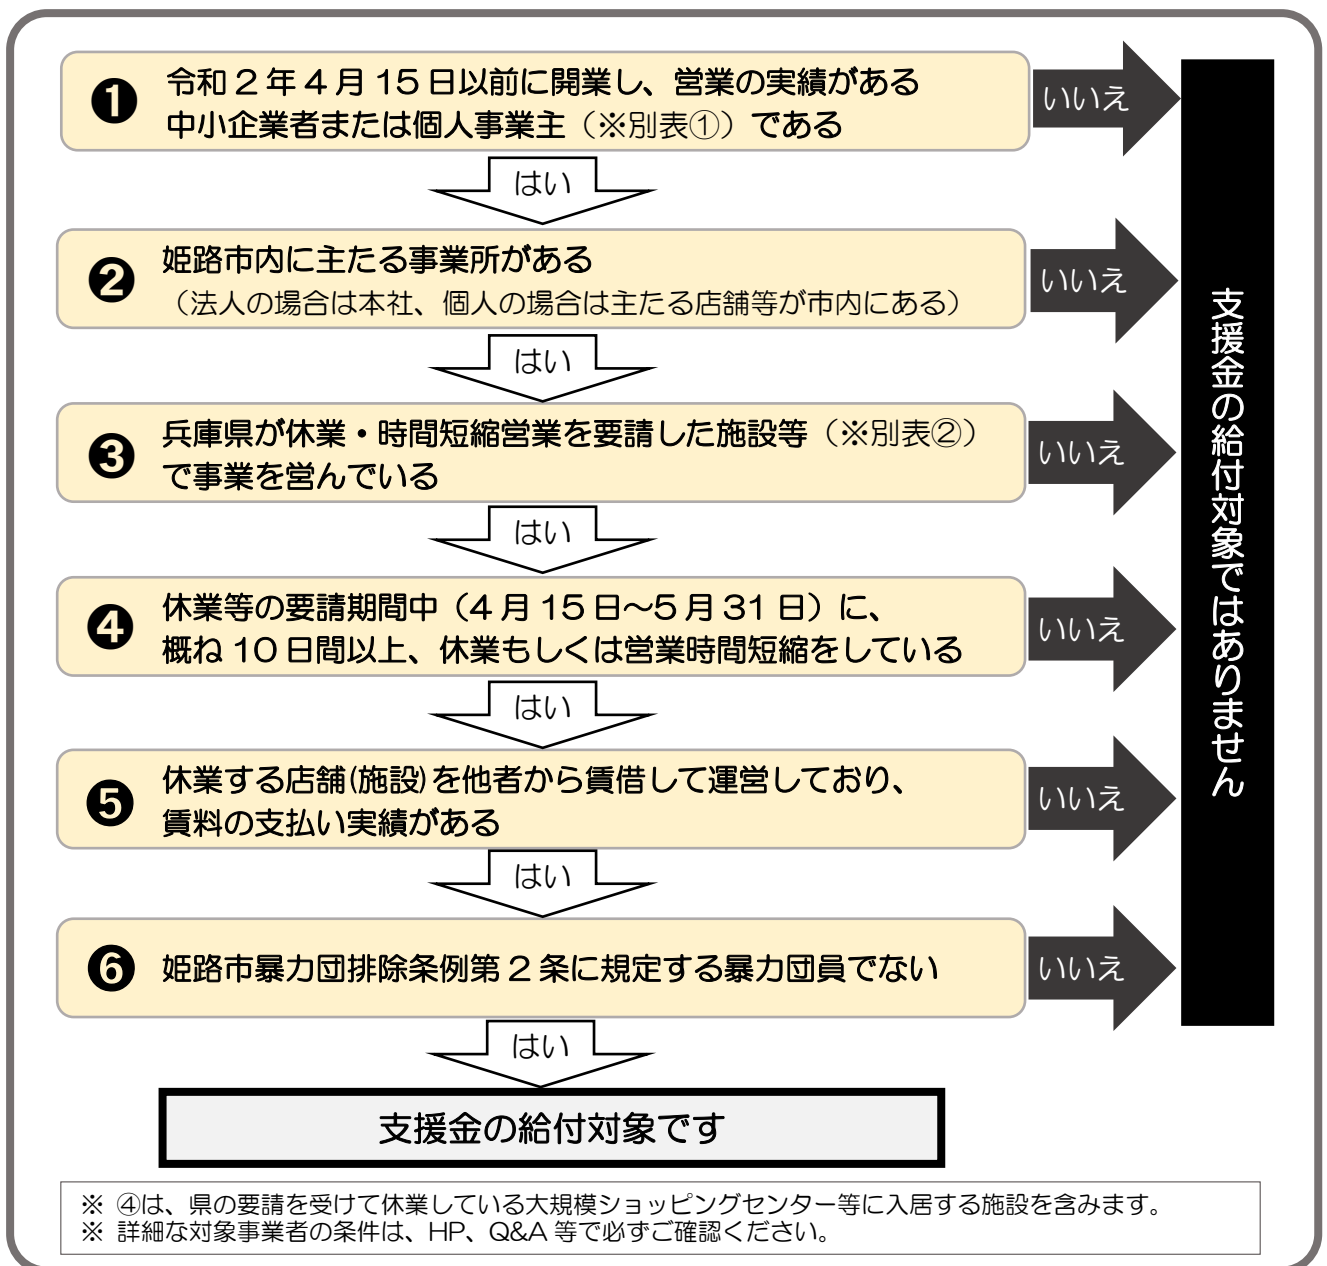 ❶ 令和２年４月15日以前に開業し、営業の実績がある
中小企業者または個人事業主（※別表①）である
いいえ
はい
❷ 姫路市内に主たる事業所がある
（法人の場合は本社、個人の場合は主たる店舗等が市内にある）
いいえ
はい
❸ 兵庫県が休業・時間短縮営業を要請した施設等（※別表②）
で事業を営んでいる
いいえ
はい
❹ 休業等の要請期間中（４月15日～５月31日）に、
概ね10日間以上、休業もしくは営業時間短縮をしている
いいえ
はい
❺ 休業する店舗(施設)を他者から賃借して運営しており、
賃料の支払い実績がある
いいえ
はい
❻ 姫路市暴力団排除条例第２条に規定する暴力団員でない
いいえ
はい
支援金の給付対象ではありません
支援金の給付対象です
※ ④は、県の要請を受けて休業している大規模ショッピングセンター等に入居する施設を含みます。
※ 詳細な対象事業者の条件は、HP、Q&A等で必ずご確認ください。